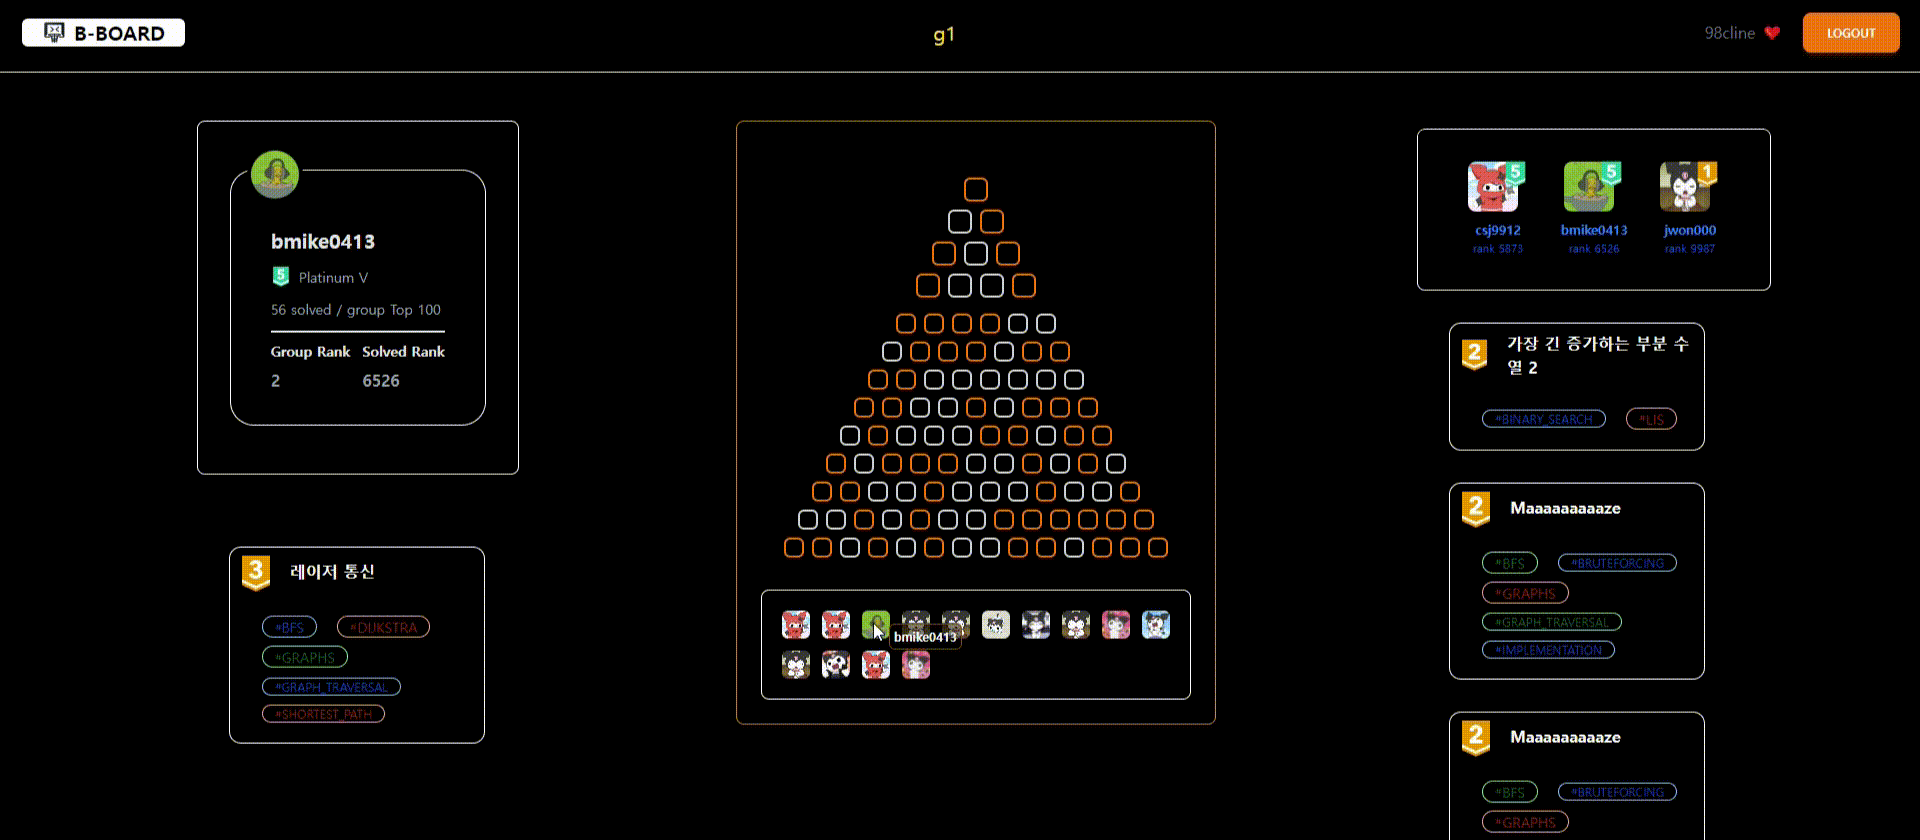 B-BOARD
g1
98cline
LOGOUT
bmike0413
5
Platinum V
56 solved / group Top 100
Group Rank Solved Rank
2 6526
3
레이저 통신
#BFS #DIJKSTRA
#GRAPHS
#GRAPH_TRAVERSAL
#SHORTEST_PATH
bmike0413
5 5 1
csj9912 bmike0413 jwon000
rank 5873 rank 6526 rank 9987
2
가장 긴 증가하는 부분 수
열 2
#BINARY_SEARCH #LIS
2
Maaaaaaaaaze
#BFS #BRUTEFORCING
#GRAPHS
#GRAPH_TRAVERSAL
#IMPLEMENTATION
2
Maaaaaaaaaze
#BFS #BRUTEFORCING
#GRAPHS